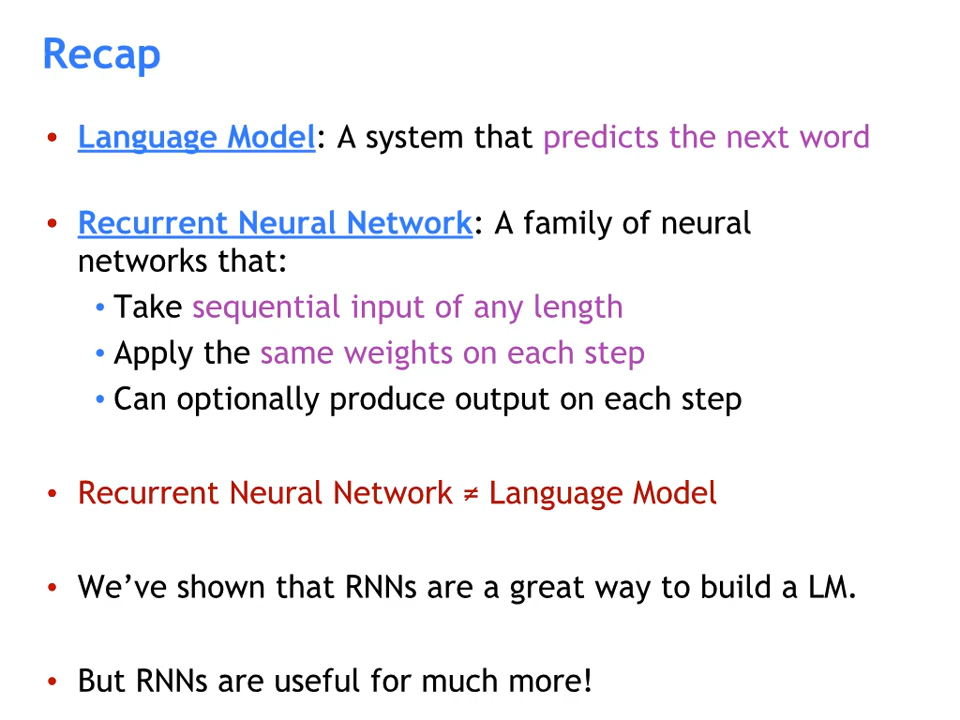 Recap
• Language Model: A system that predicts the next word
• Recurrent Neural Network: A family of neural
networks that:
• Take sequential input of any length
• Apply the same weights on each step
• Can optionally produce output on each step
• Recurrent Neural Network ≠ Language Model
• We’ve shown that RNNs are a great way to build a LM.
• But RNNs are useful for much more!